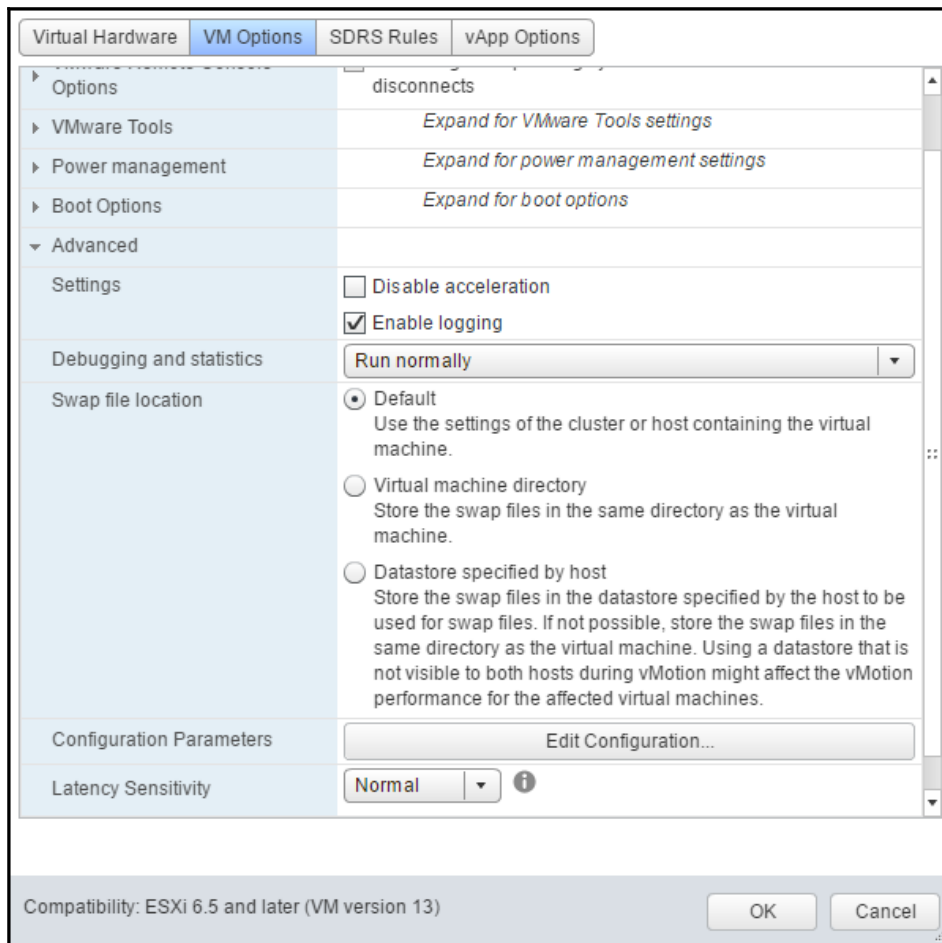 Virtual Hardware VM Options SDRS Rules vApp Options
Options disconnects
VMware Tools Expand for VMware Tools settings
Power management Expand for power management settings
Boot Options Expand for boot options
Advanced
Settings Disable acceleration
Enable logging
Debugging and statistics Run normally
Swap file location Default
Use the settings of the cluster or host containing the virtual
machine.
Virtual machine directory
Store the swap files in the same directory as the virtual
machine.
Datastore specified by host
Store the swap files in the datastore specified by the host to be
used for swap files. If not possible, store the swap files in the
same directory as the virtual machine. Using a datastore that is
not visible to both hosts during vMotion might affect the vMotion
performance for the affected virtual machines.
Configuration Parameters Edit Configuration...
Latency Sensitivity Normal
Compatibility: ESXi 6.5 and later (VM version 13) OK Cancel